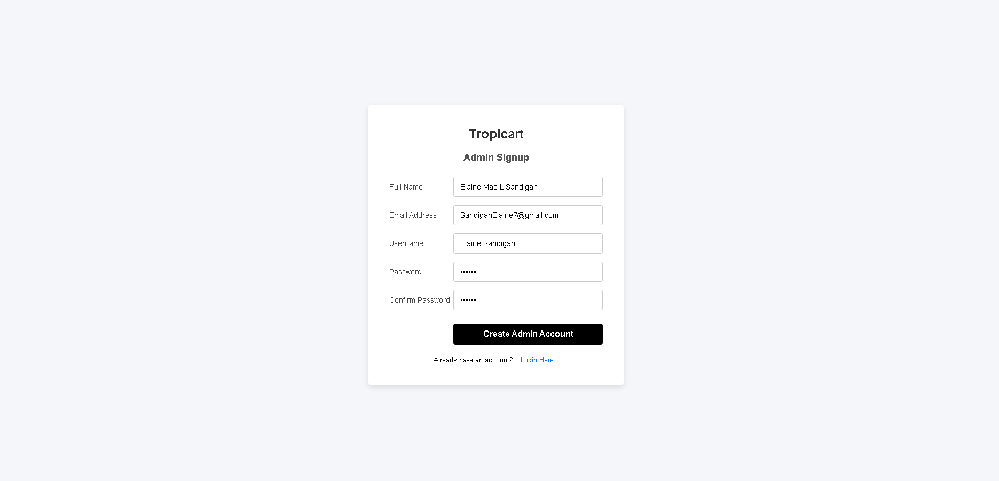 Tropicart
Admin Signup
Full Name Elaine Mae L Sandigan
Email Address SandiganElaine7@gmail.com
Username Elaine Sandigan
Password ••••••
Confirm Password ••••••
Create Admin Account
Already have an account? Login Here